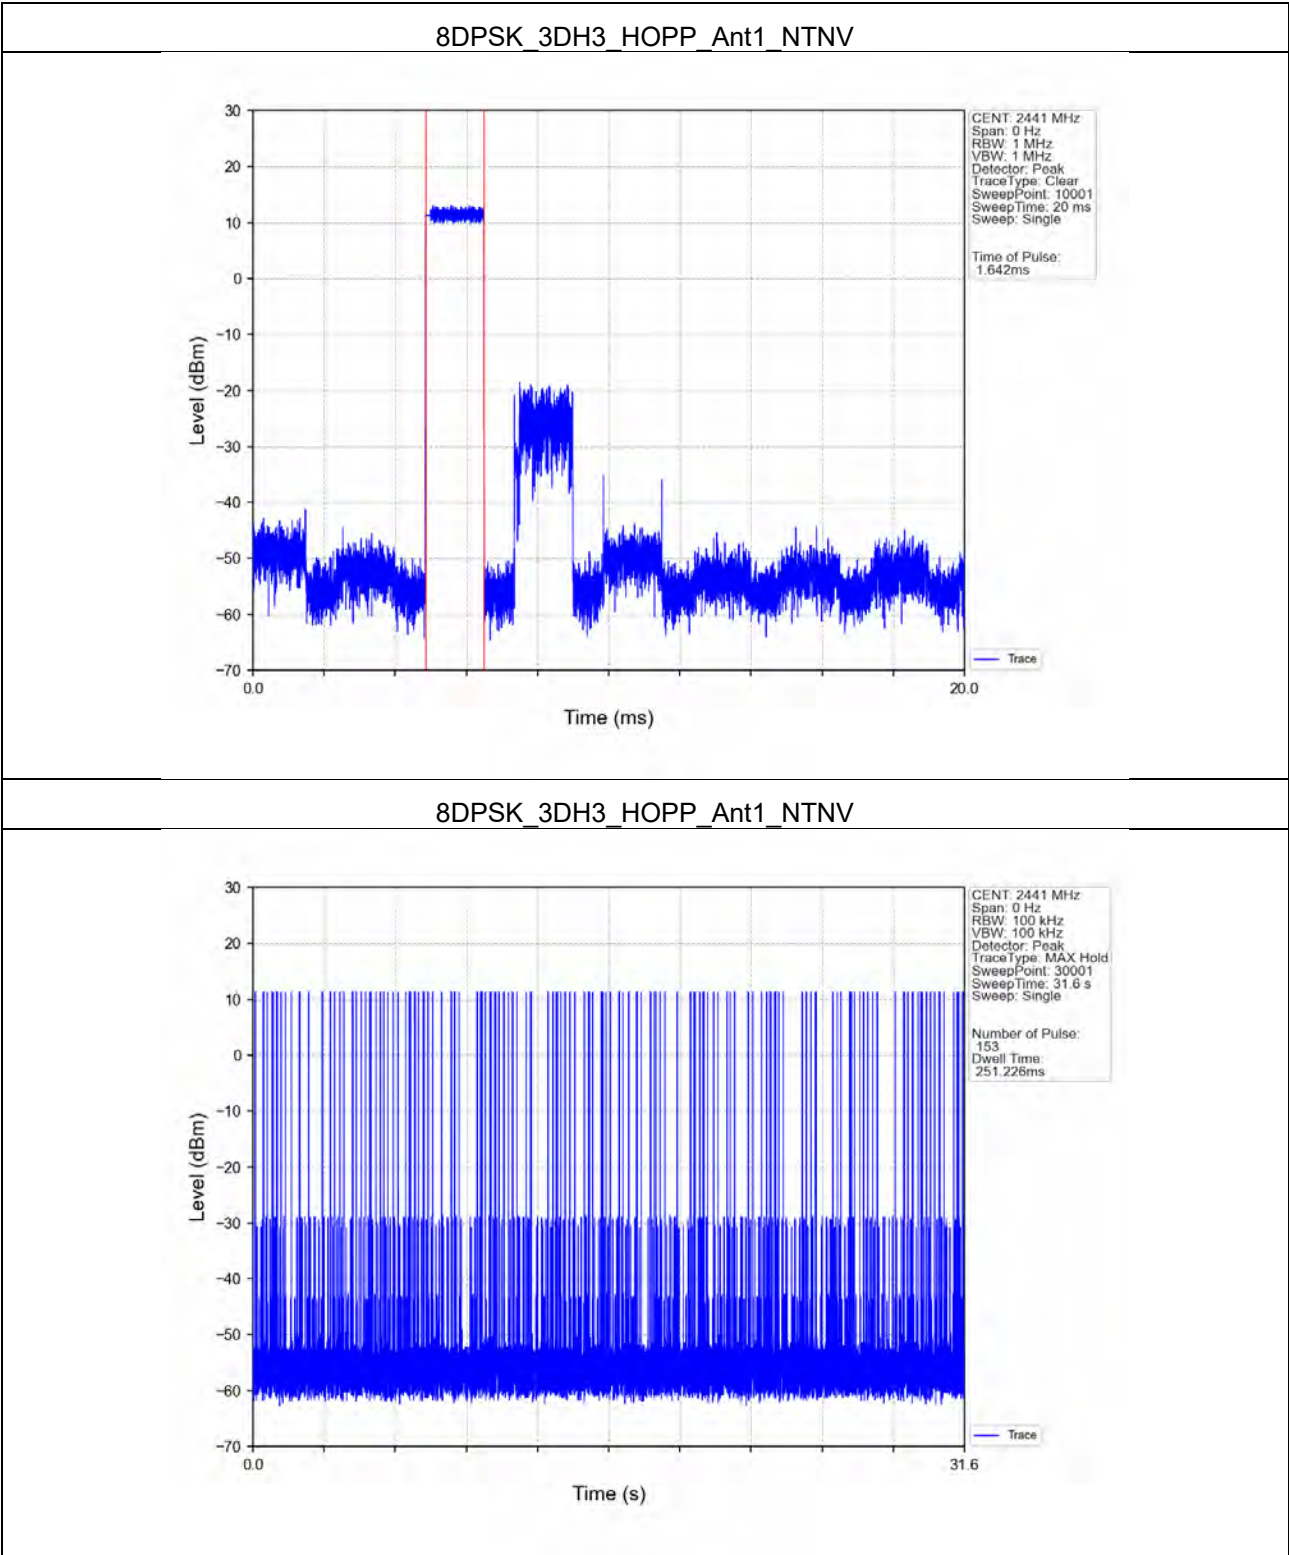 8DPSK_3DH3_HOPP_Ant1_NTNV
30
20
10
0
−10
−20
−30
−40
−50
−60
−70
Level (dBm)
0.0
20.0
Time (ms)
CENT: 2441 MHz
Span: 0 Hz
RBW: 1 MHz
VBW: 1 MHz
Detector: Peak
TraceType: Clear
SweepPoint: 10001
SweepTime: 20 ms
Sweep: Single
Time of Pulse:
1.642ms
Trace
8DPSK_3DH3_HOPP_Ant1_NTNV
30
20
10
0
−10
−20
−30
−40
−50
−60
−70
Level (dBm)
0.0
31.6
Time (s)
CENT: 2441 MHz
Span: 0 Hz
RBW: 100 kHz
VBW: 100 kHz
Detector: Peak
TraceType: MAX Hold
SweepPoint: 30001
SweepTime: 31.6 s
Sweep: Single
Number of Pulse:
153
Dwell Time:
251.226ms
Trace